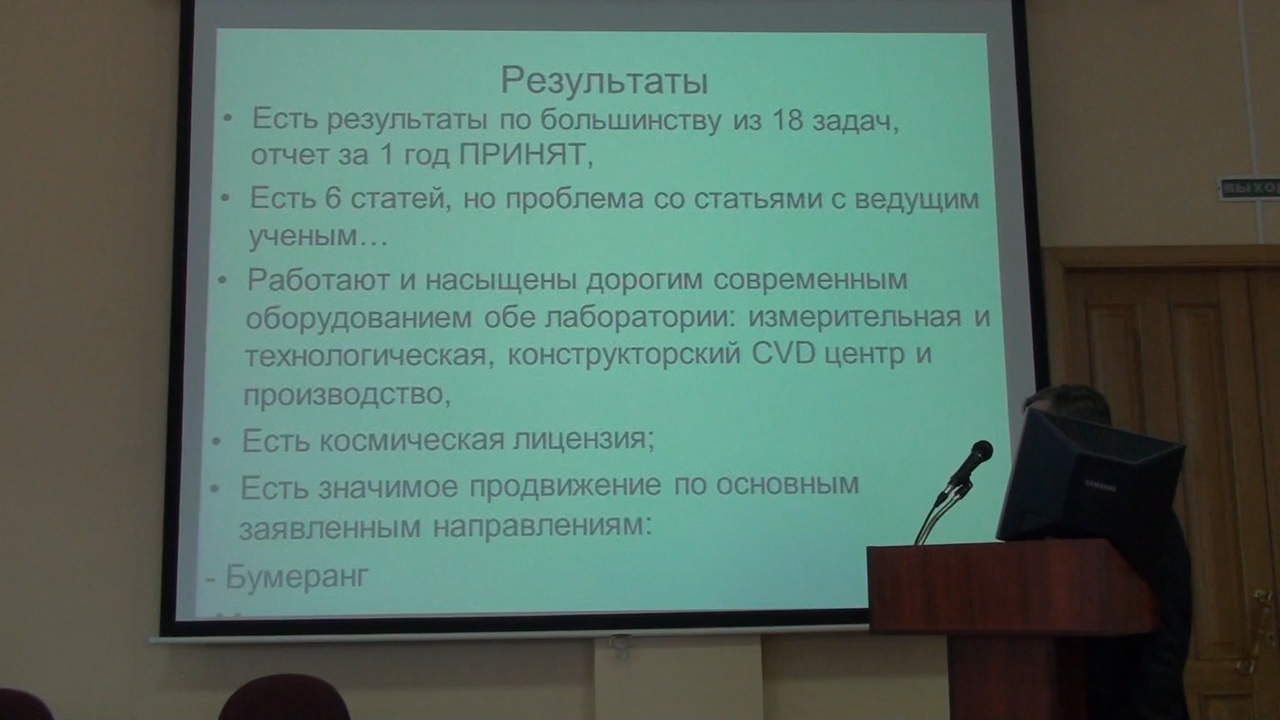 Результаты
• Есть результаты по большинству из 18 задач,
отчет за 1 год ПРИНЯТ,
• Есть 6 статей, но проблема со статьями с ведущим
ученым…
• Работают и насыщены дорогим современным
оборудованием обе лаборатории: измерительная и
технологическая, конструкторский CVD центр и
производство,
• Есть космическая лицензия;
• Есть значимое продвижение по основным
заявленным направлениям:
- Бумеранг
ВЫХО
SAMSUNG